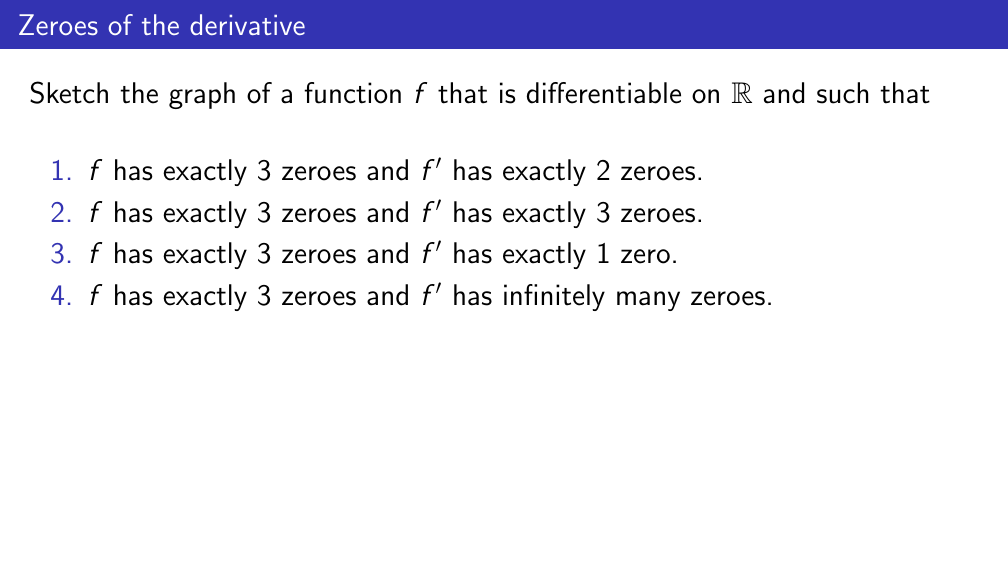 Zeroes of the derivative
Sketch the graph of a function f that is differentiable on ℝ and such that
1. f has exactly 3 zeroes and f′ has exactly 2 zeroes.
2. f has exactly 3 zeroes and f′ has exactly 3 zeroes.
3. f has exactly 3 zeroes and f′ has exactly 1 zero.
4. f has exactly 3 zeroes and f′ has infinitely many zeroes.